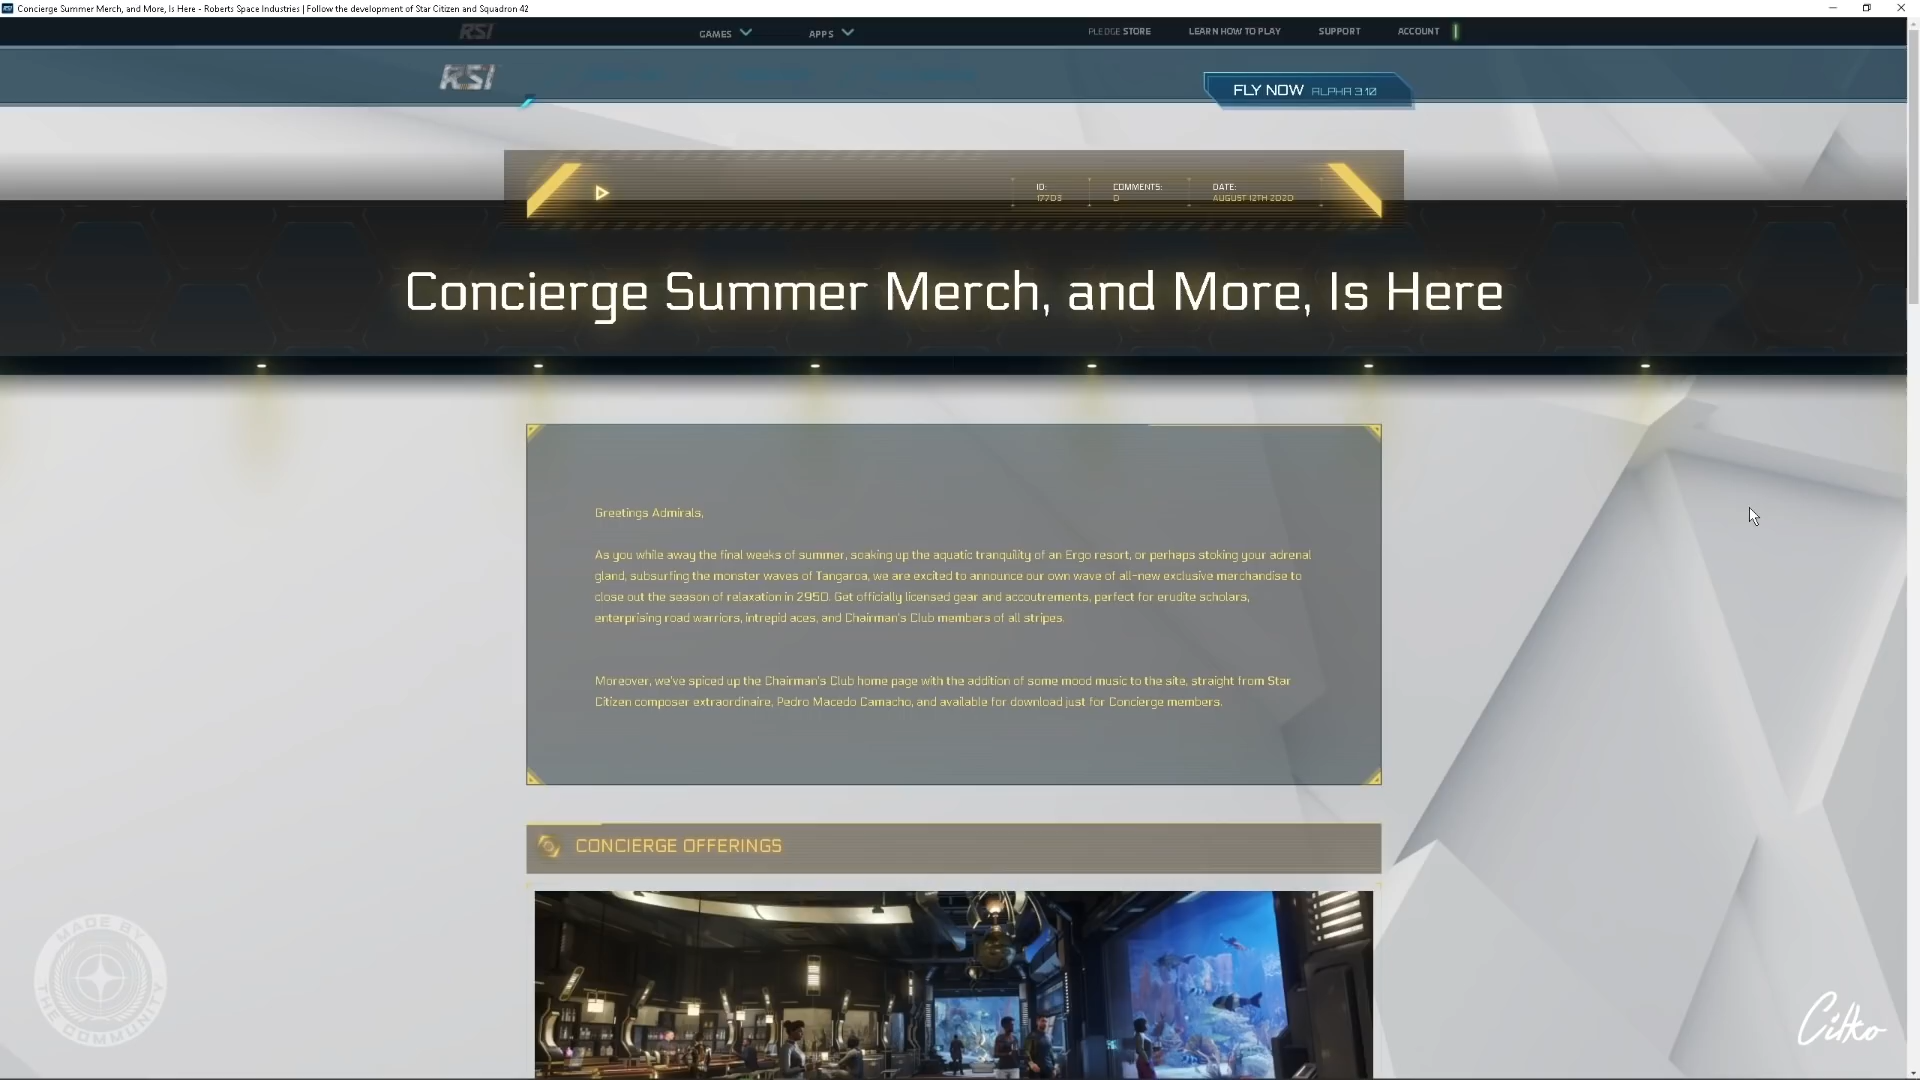 Concierge Summer Merch, and More, Is Here - Roberts Space Industries | Follow the development of Star Citizen and Squadron 42
RSI
GAMES
APPS
PLEDGE STORE
LEARN HOW TO PLAY
SUPPORT
ACCOUNT
RSI
FLY NOW ALPHA 3.10
ID:
17703
COMMENTS:
0
DATE:
AUGUST 12TH 2020
Concierge Summer Merch, and More, Is Here
Greetings Admirals,
As you while away the final weeks of summer, soaking up the aquatic tranquility of an Ergo resort, or perhaps stoking your adrenal
gland, subsurfing the monster waves of Tangaroa, we are excited to announce our own wave of all-new exclusive merchandise to
close out the season of relaxation in 2950. Get officially licensed gear and accoutrements, perfect for erudite scholars,
enterprising road warriors, intrepid aces, and Chairman's Club members of all stripes.
Moreover, we've spiced up the Chairman's Club home page with the addition of some mood music to the site, straight from Star
Citizen composer extraordinaire, Pedro Macedo Camacho, and available for download just for Concierge members.
CONCIERGE OFFERINGS
MADE BY
THE COMMUNITY